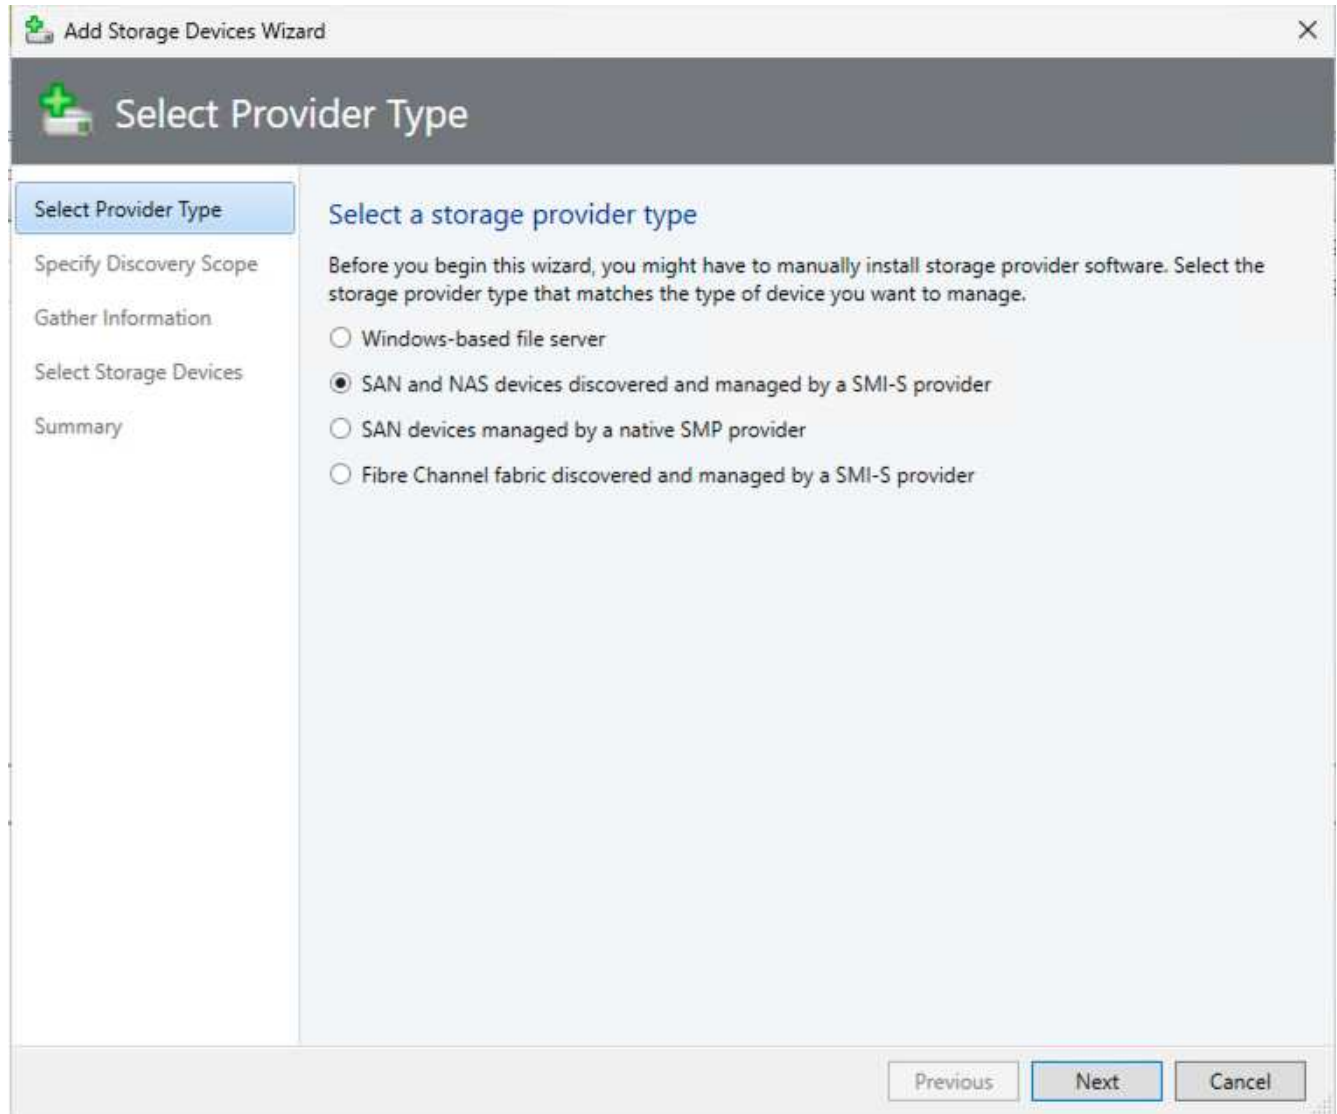 Add Storage Devices Wizard
Select Provider Type
Select Provider Type
Specify Discovery Scope
Gather Information
Select Storage Devices
Summary
Select a storage provider type
Before you begin this wizard, you might have to manually install storage provider software. Select the
storage provider type that matches the type of device you want to manage.
Windows-based file server
SAN and NAS devices discovered and managed by a SMI-S provider
SAN devices managed by a native SMP provider
Fibre Channel fabric discovered and managed by a SMI-S provider
Previous
Next
Cancel